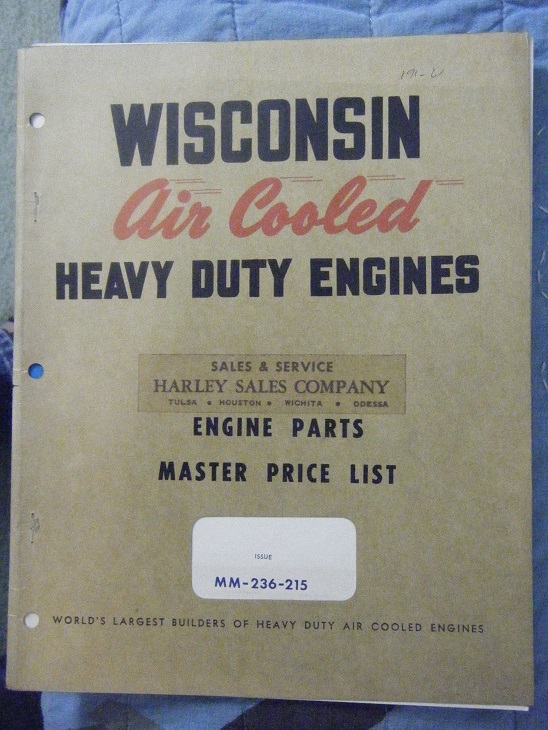 WISCONSIN
Air Cooled
HEAVY DUTY ENGINES
SALES & SERVICE
HARLEY SALES COMPANY
TULSA • HOUSTON • WICHITA • ODESSA
ENGINE PARTS
MASTER PRICE LIST
ISSUE
MM-236-215
WORLD'S LARGEST BUILDERS OF HEAVY DUTY AIR COOLED ENGINES